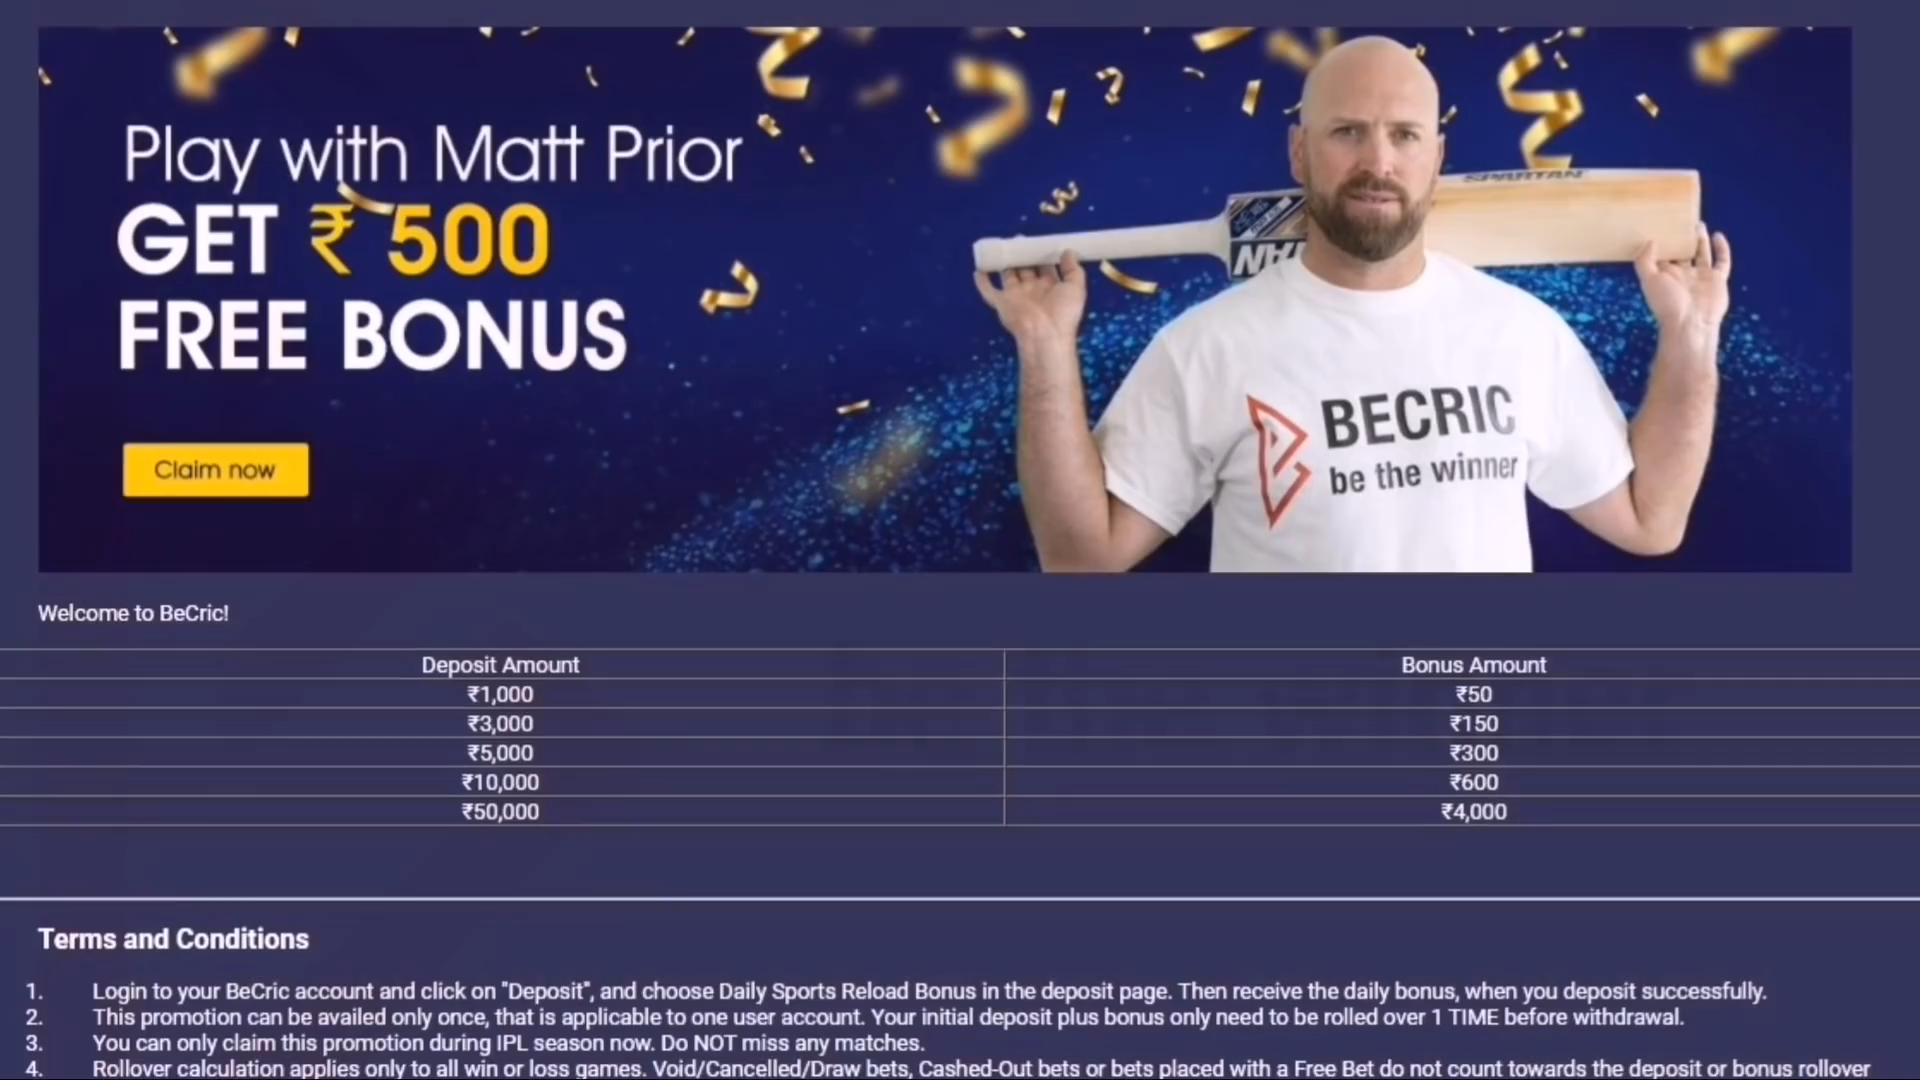 Play with Matt Prior
GET ₹ 500
FREE BONUS
Claim now
SPARTAN
BECRIC
be the winner
Welcome to BeCric!
Deposit Amount Bonus Amount
₹1,000 ₹50
₹3,000 ₹150
₹5,000 ₹300
₹10,000 ₹600
₹50,000 ₹4,000
Terms and Conditions
1. Login to your BeCric account and click on "Deposit", and choose Daily Sports Reload Bonus in the deposit page. Then receive the daily bonus, when you deposit successfully.
2. This promotion can be availed only once, that is applicable to one user account. Your initial deposit plus bonus only need to be rolled over 1 TIME before withdrawal.
3. You can only claim this promotion during IPL season now. Do NOT miss any matches.
4. Rollover calculation applies only to all win or loss games. Void/Cancelled/Draw bets, Cashed-Out bets or bets placed with a Free Bet do not count towards the deposit or bonus rollover